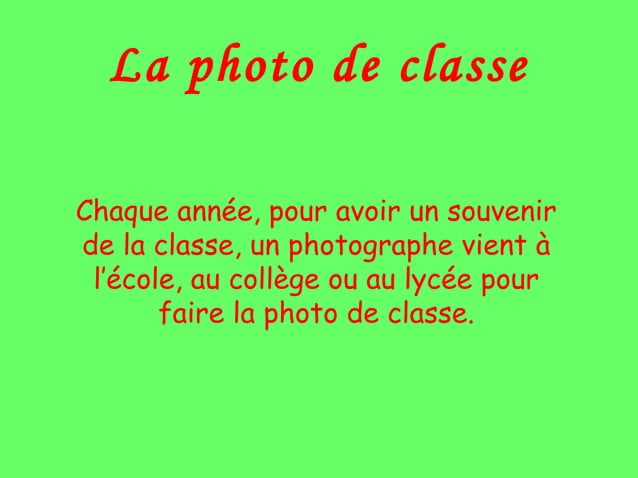 La photo de classe
Chaque année, pour avoir un souvenir
de la classe, un photographe vient à
l’école, au collège ou au lycée pour
faire la photo de classe.